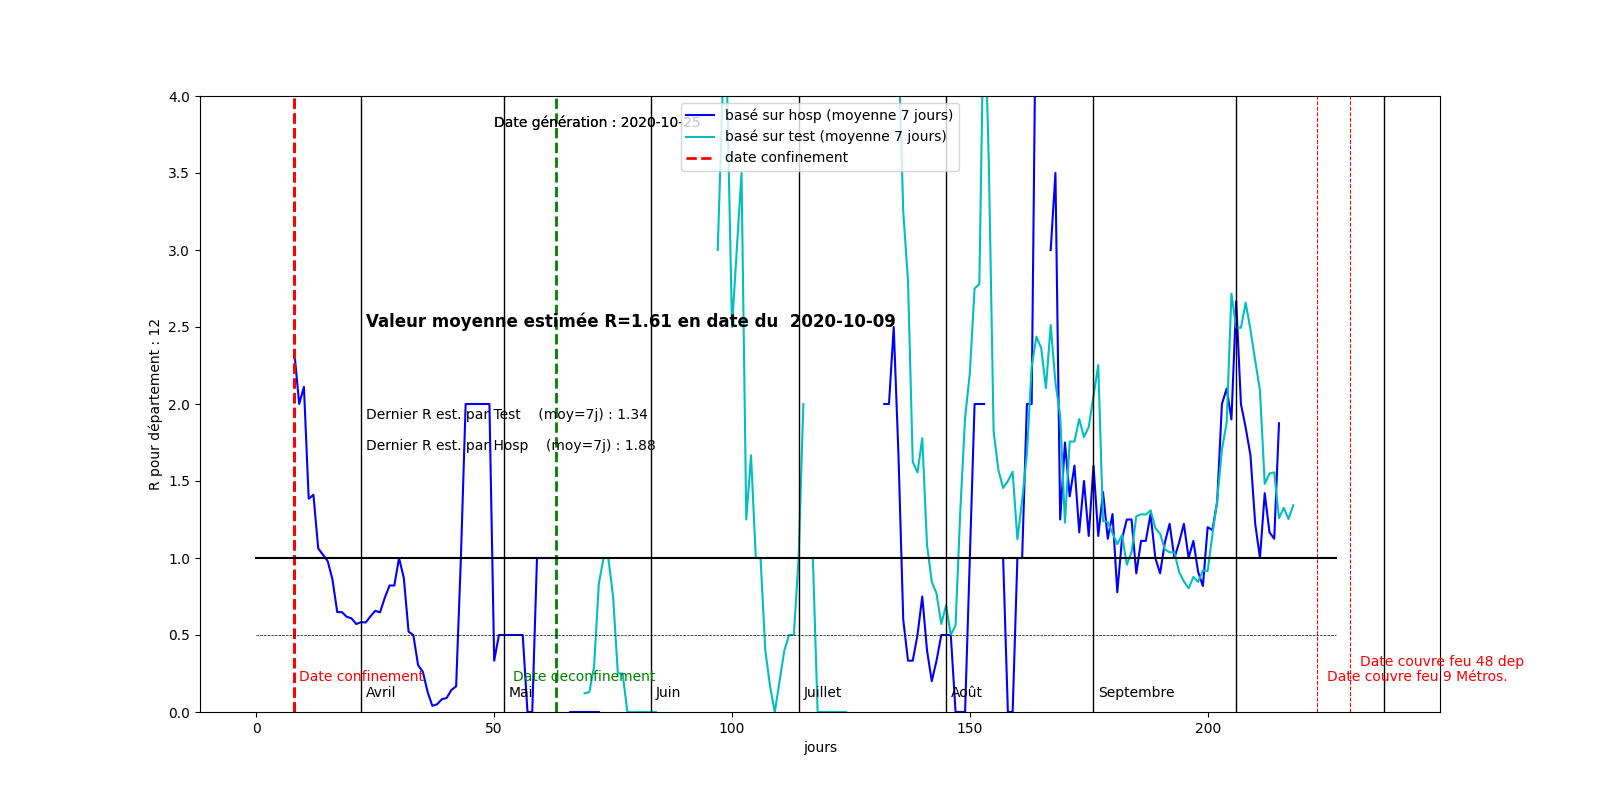 4.0
3.5
3.0
2.5
2.0
1.5
1.0
0.5
0.0
R pour département : 12
Date génération : 2020-10-25
basé sur hosp (moyenne 7 jours)
basé sur test (moyenne 7 jours)
date confinement
Valeur moyenne estimée R=1.61 en date du  2020-10-09
Dernier R est. par Test    (moy=7j) : 1.34
Dernier R est. par Hosp    (moy=7j) : 1.88
Date couvre feu 48 dep
Date confinement
Date deconfinement
Date couvre feu 9 Métros.
Avril
Mai
Juin
Juillet
Août
Septembre
0
50
100
150
200
jours